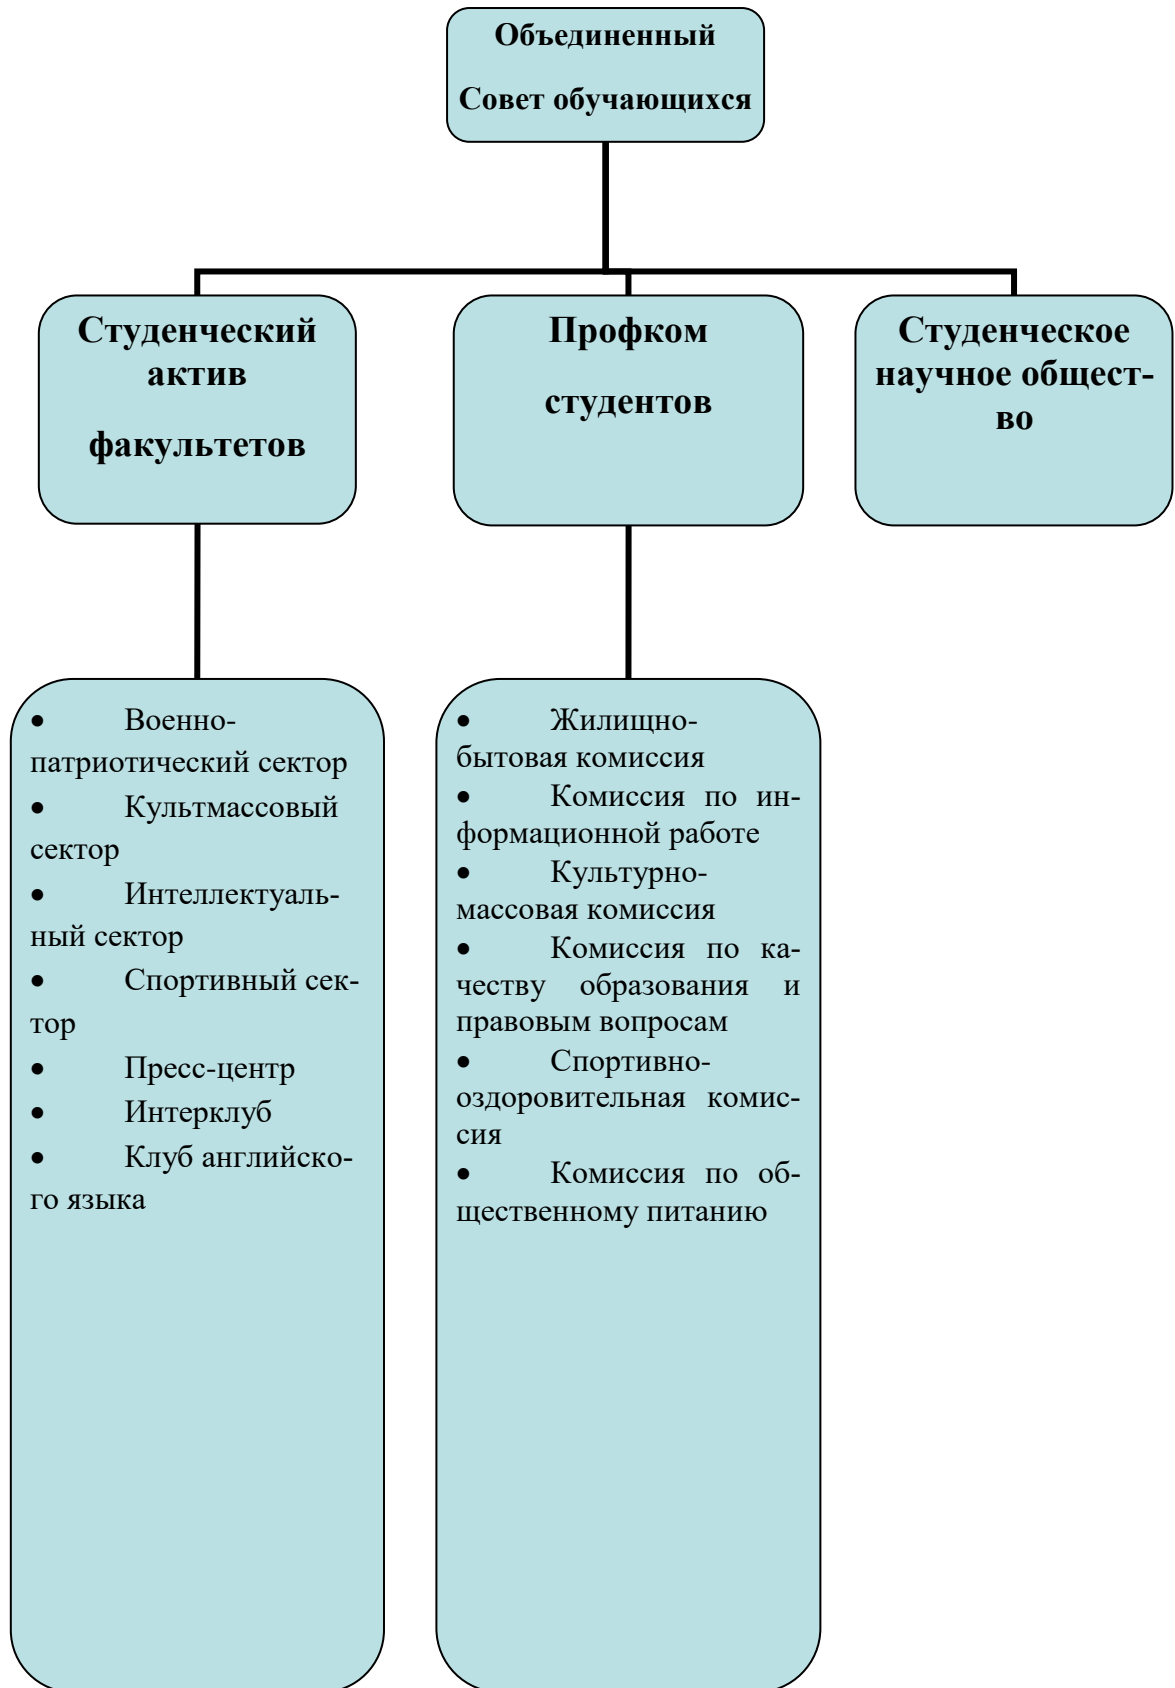 Объединенный
Совет обучающихся
Студенческий
актив
факультетов
Профком
студентов
Студенческое
научное общест-
во
• Военно-
патриотический сектор
• Культмассовый
сектор
• Интеллектуаль-
ный сектор
• Спортивный сек-
тор
• Пресс-центр
• Интерклуб
• Клуб английско-
го языка
• Жилищно-
бытовая комиссия
• Комиссия по ин-
формационной работе
• Культурно-
массовая комиссия
• Комиссия по ка-
честву образования и
правовым вопросам
• Спортивно-
оздоровительная комис-
сия
• Комиссия по об-
щественному питанию